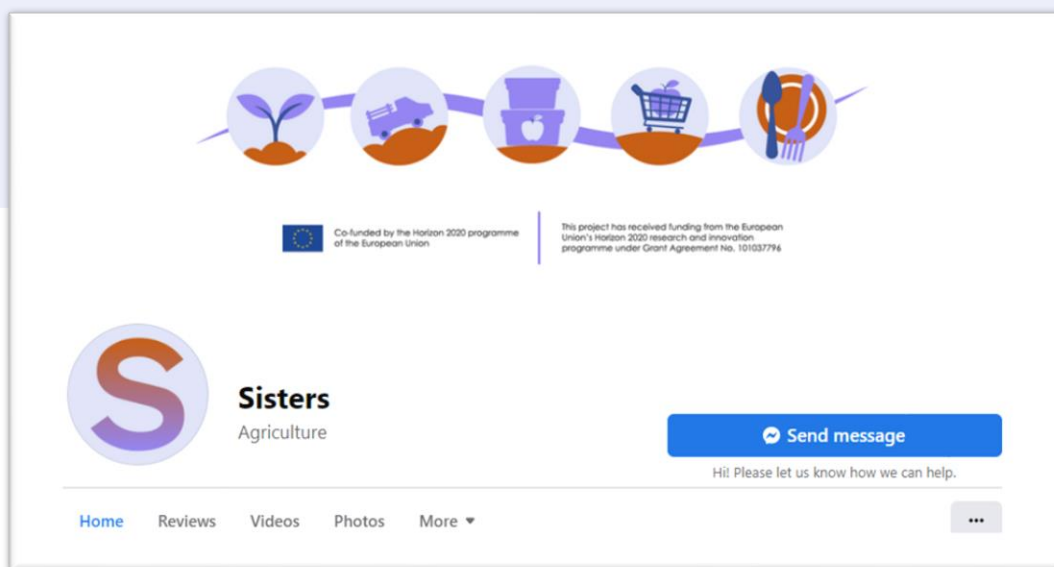 Co-funded by the Horizon 2020 programme
of the European Union
This project has received funding from the European
Union's Horizon 2020 research and innovation
programme under Grant Agreement No. 101037796
S
Sisters
Agriculture
Send message
Hi! Please let us know how we can help.
Home Reviews Videos Photos More